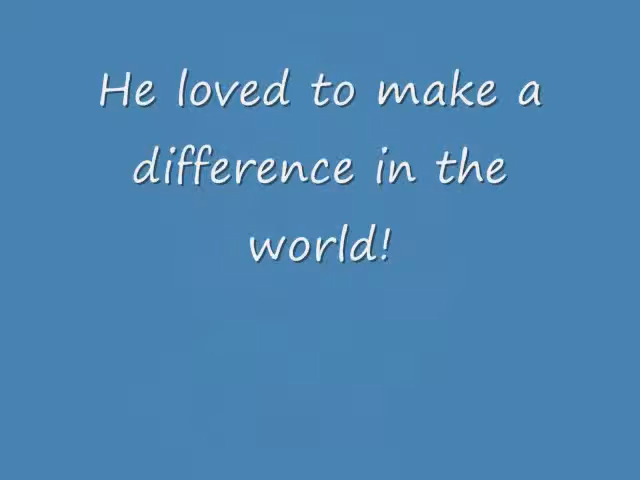 He loved to make a
difference in the
world!